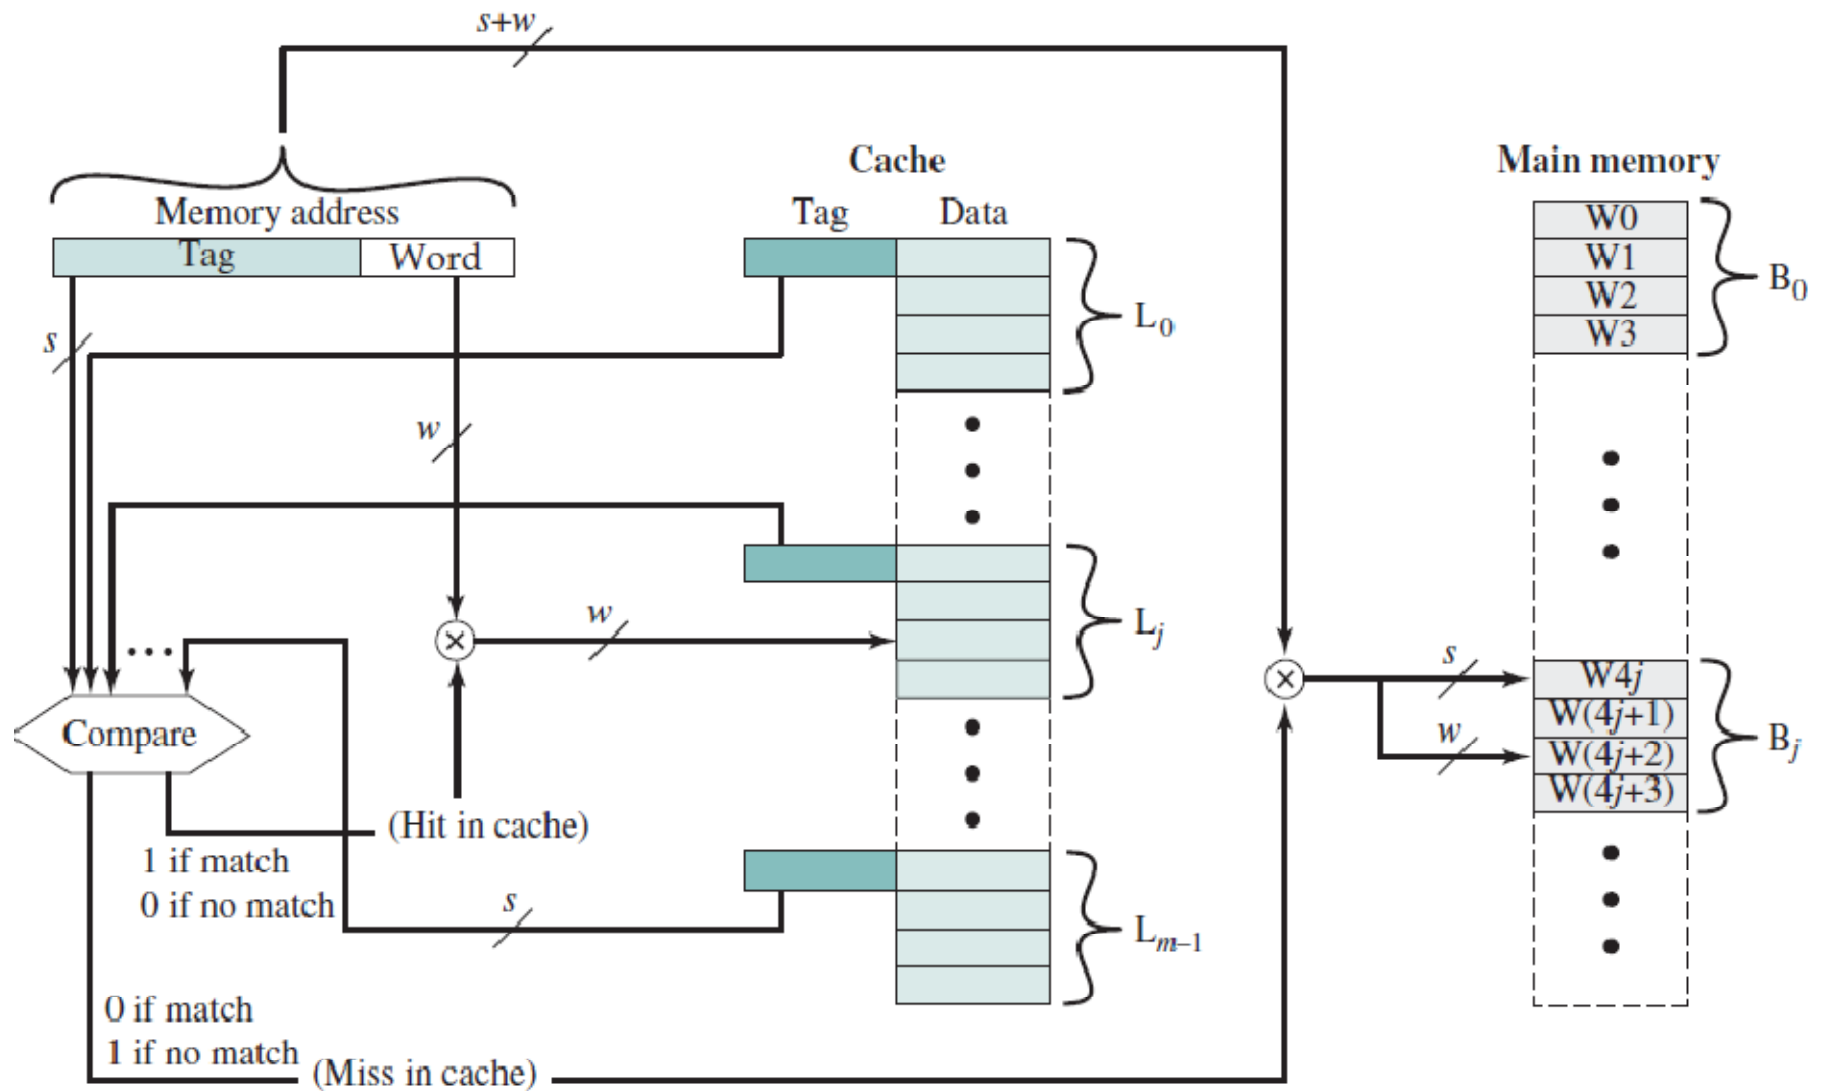 s+w
Cache
Main memory
Memory address
Tag Data
Tag Word
W0
W1
W2
W3
B0
L0
s
w
w
Lj
s
w
W4j
W(4j+1)
W(4j+2)
W(4j+3)
Bj
Compare
(Hit in cache)
1 if match
0 if no match
s
Lm–1
0 if match
1 if no match
(Miss in cache)